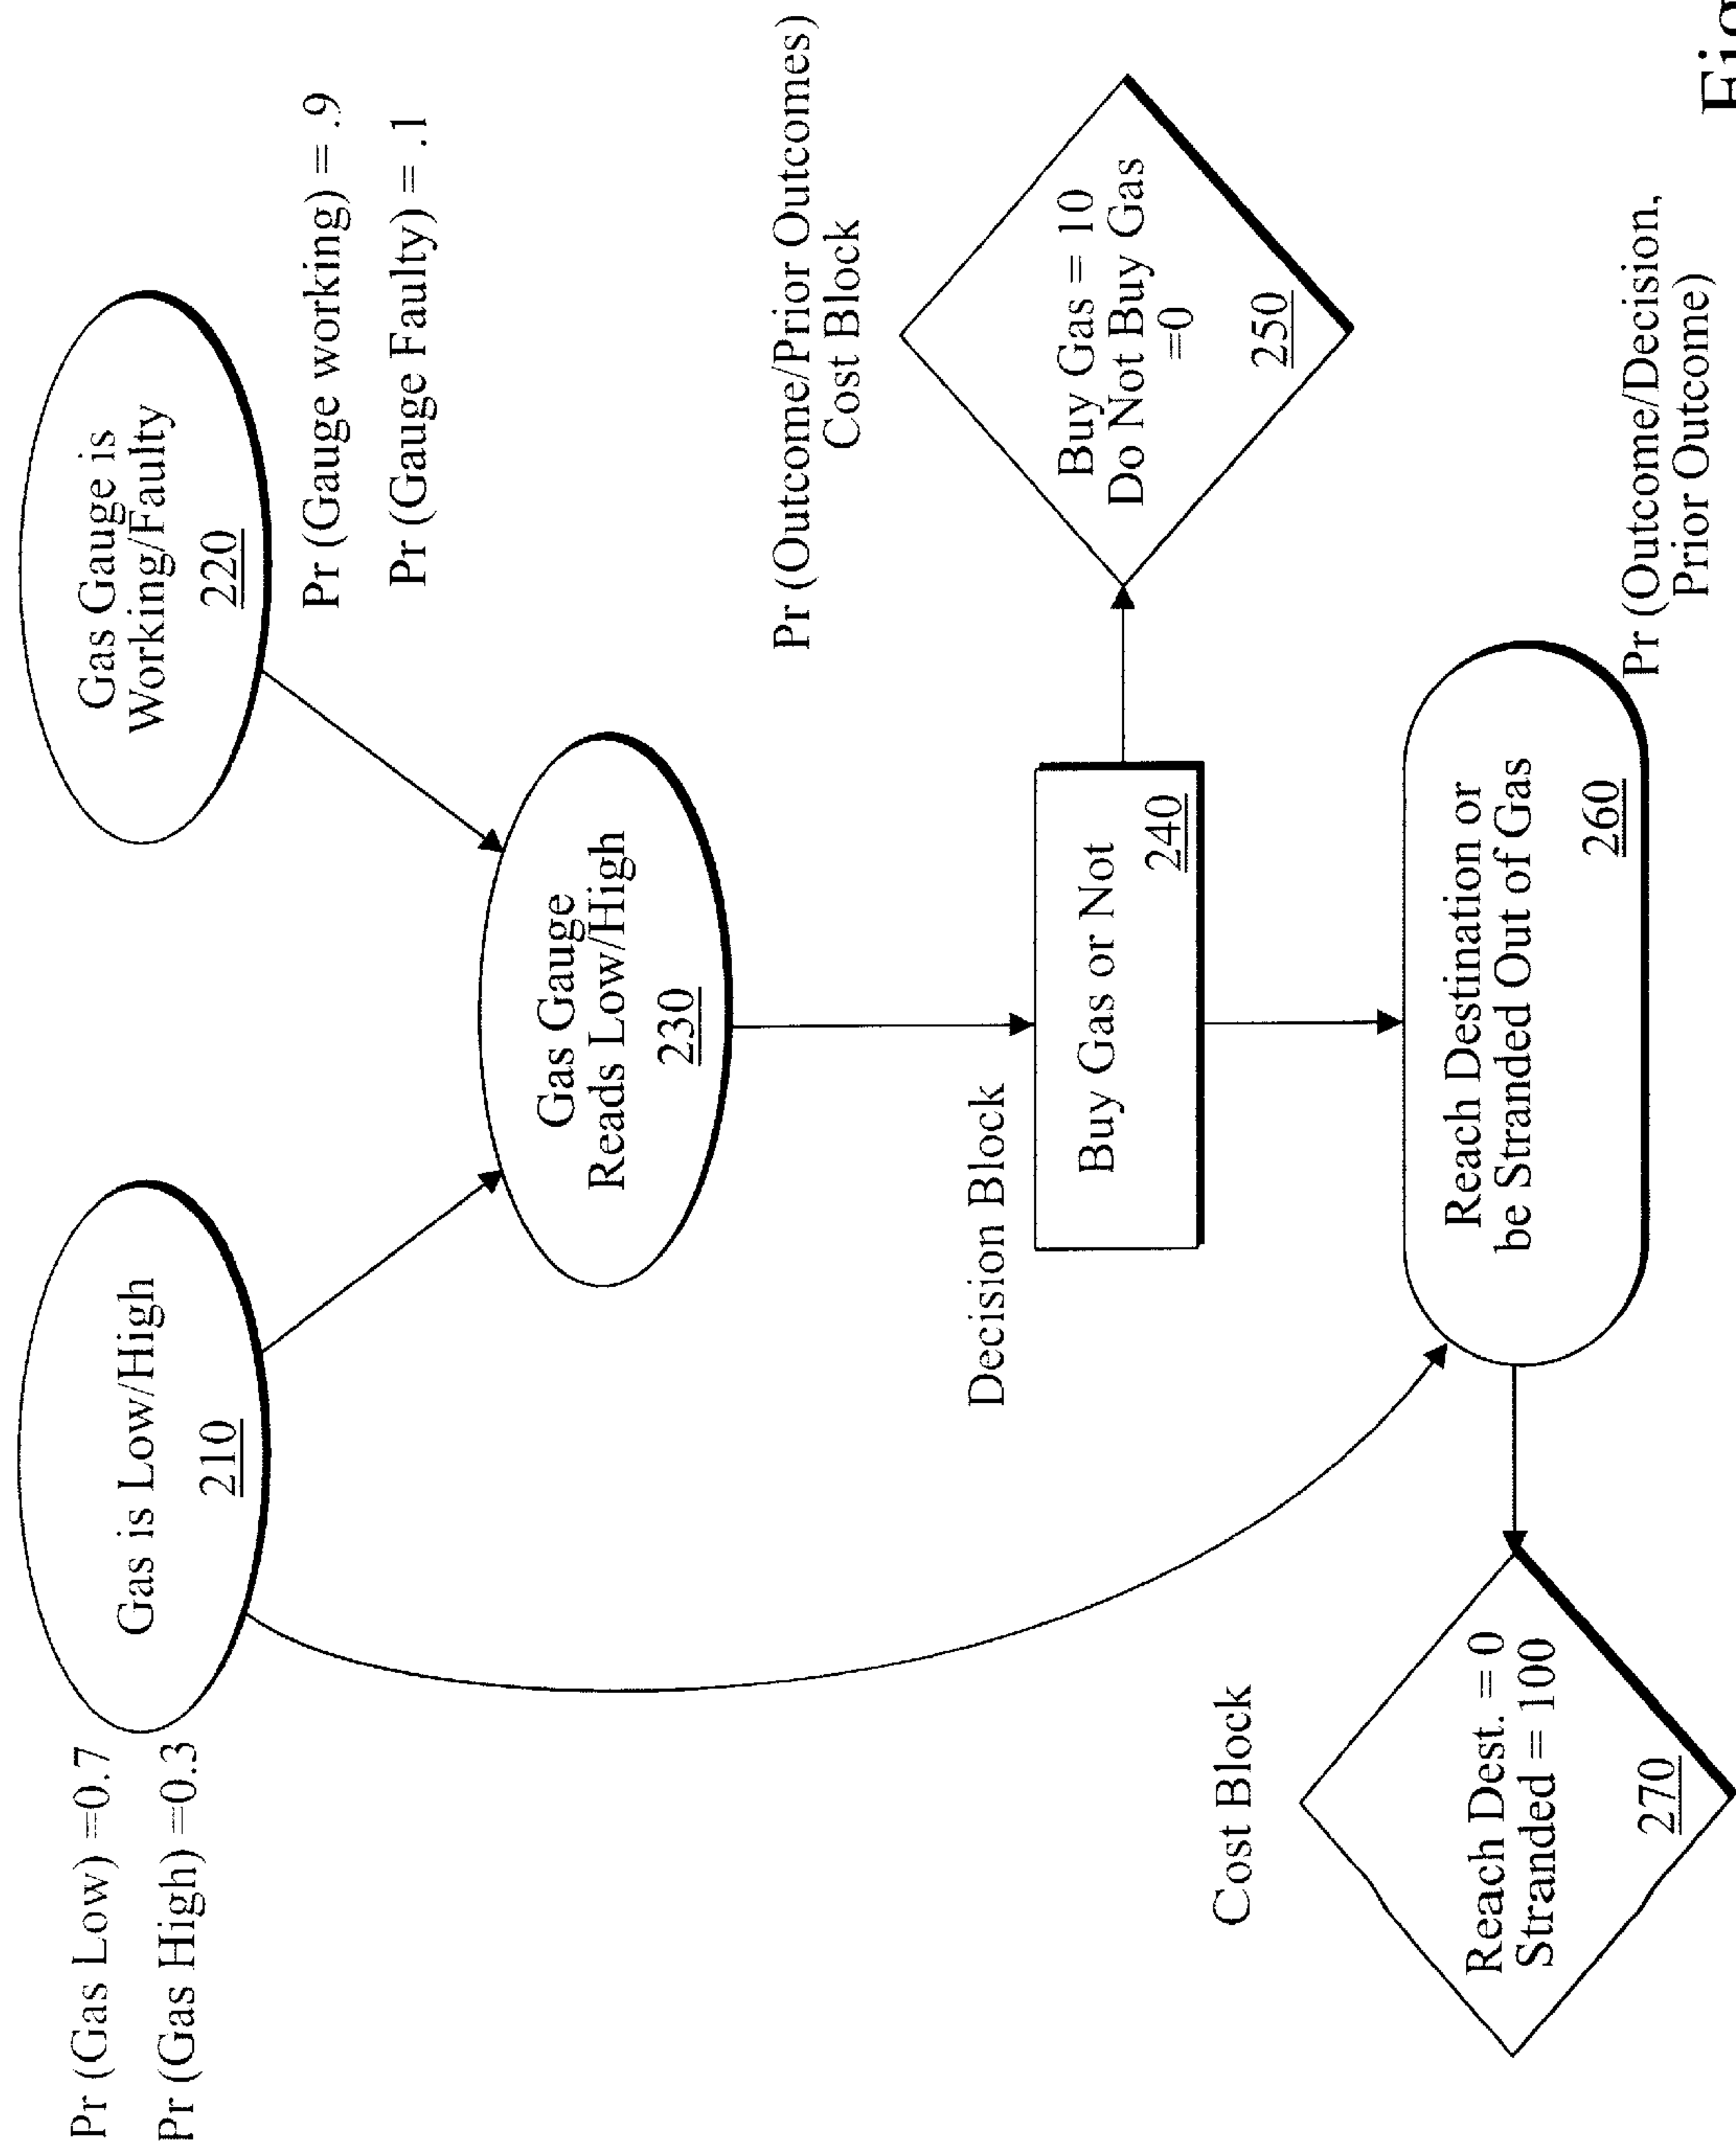 Pr (Gas Low) =0.7
Pr (Gas High) =0.3
Gas is Low/High
210
Gas Gauge is
Working/Faulty
220
Pr (Gauge working) = .9
Pr (Gauge Faulty) = .1
Gas Gauge
Reads Low/High
230
Pr (Outcome/Prior Outcomes)
Cost Block
Decision Block
Buy Gas or Not
240
Buy Gas = 10
Do Not Buy Gas
=0
250
Cost Block
Reach Dest. = 0
Stranded = 100
270
Reach Destination or
be Stranded Out of Gas
260
Pr (Outcome/Decision,
Prior Outcome)